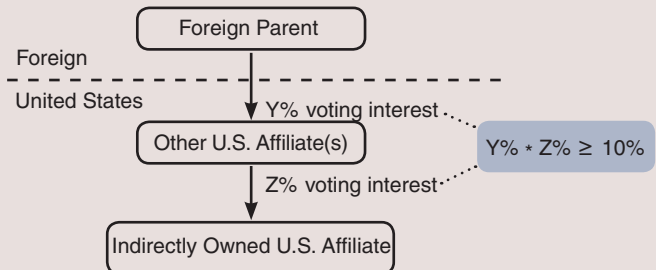 Foreign Parent
Foreign
United States
Y% voting interest
Other U.S. Affiliate(s)
Y% * Z% ≥ 10%
Z% voting interest
Indirectly Owned U.S. Affiliate